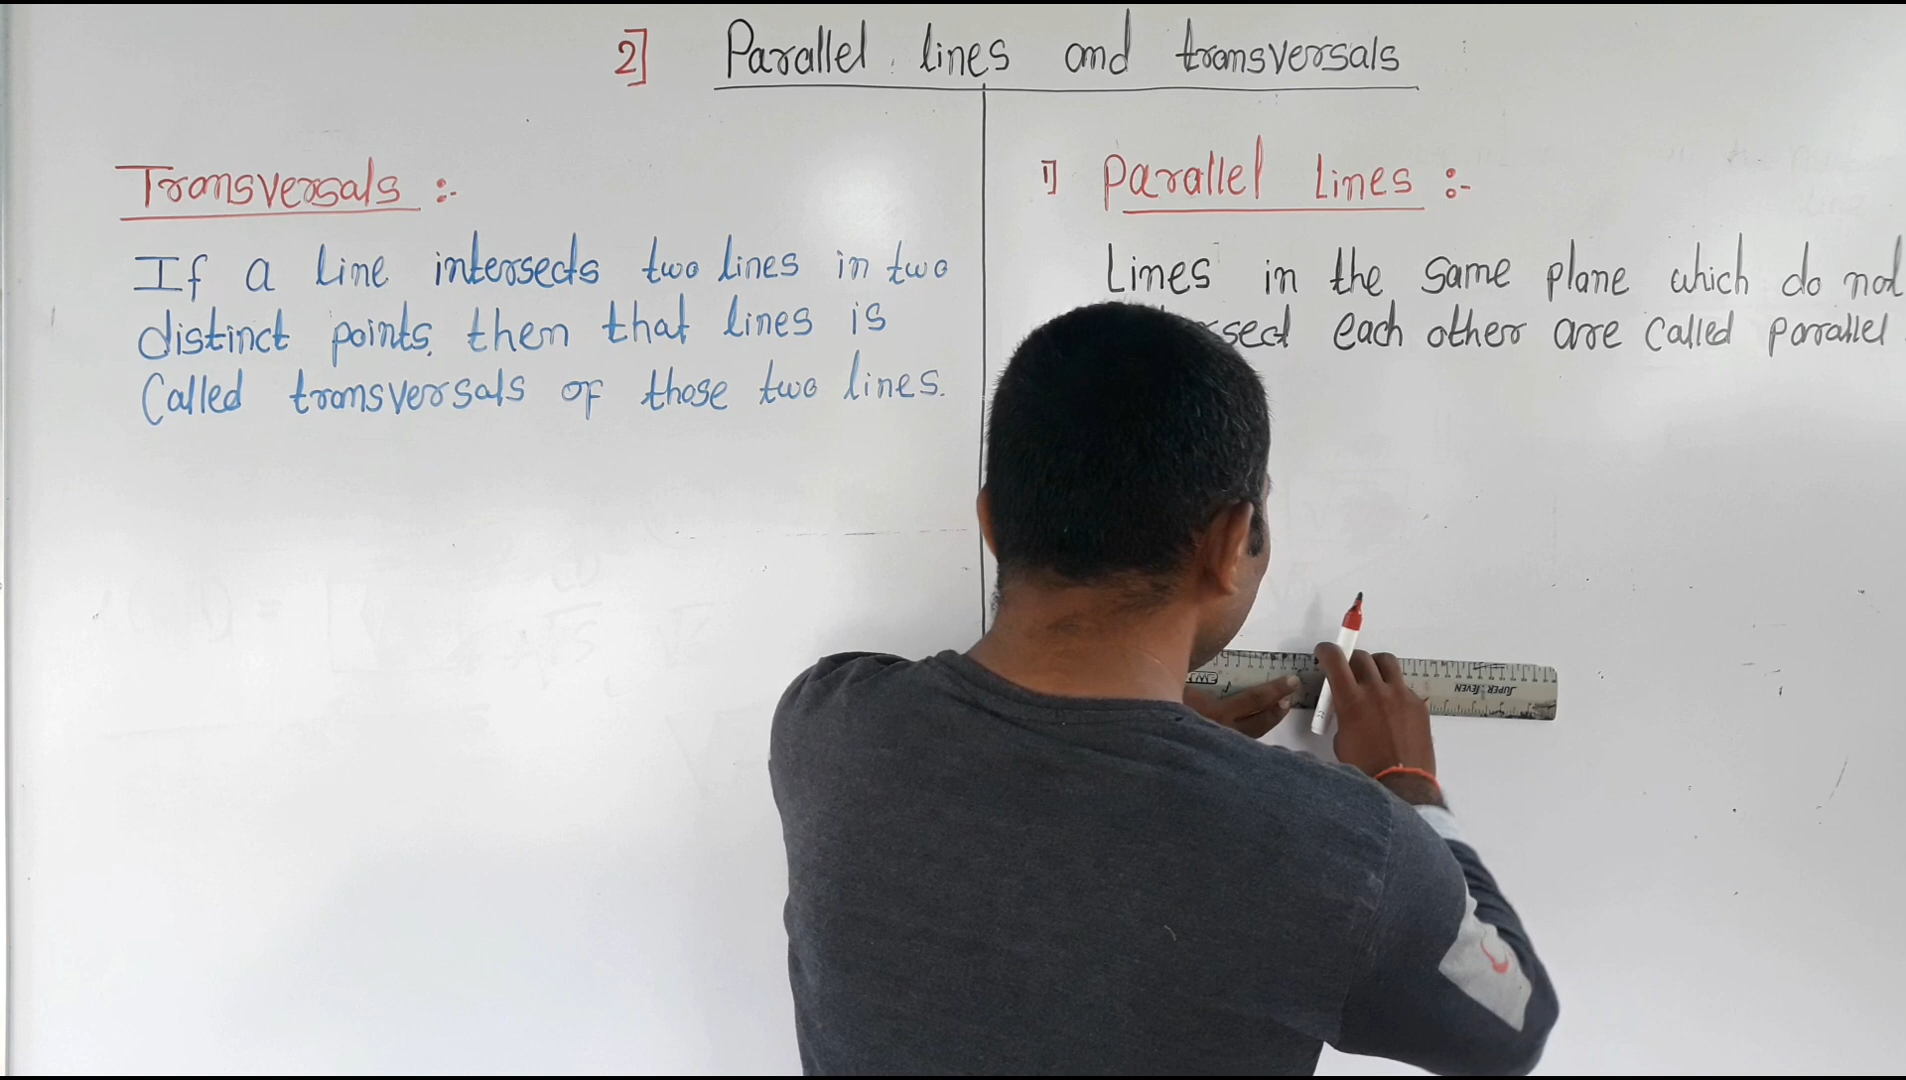 2] Parallel lines and transversals
Transversals :-
If a line intersects two lines in two
distinct points, then that lines is
Called transversals of those two lines.
1] Parallel Lines :-
Lines in the same plane which do not
each other are called parallel
SUPER SEVEN